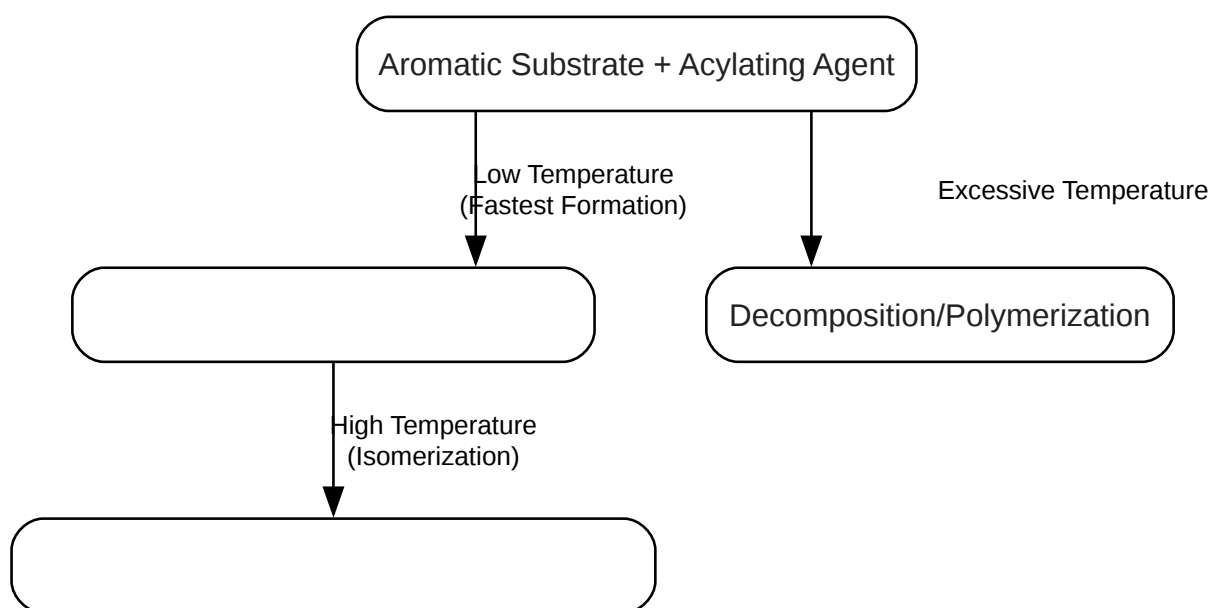 Aromatic Substrate + Acylating Agent
Low Temperature
(Fastest Formation)
Excessive Temperature
Decomposition/Polymerization
High Temperature
(Isomerization)